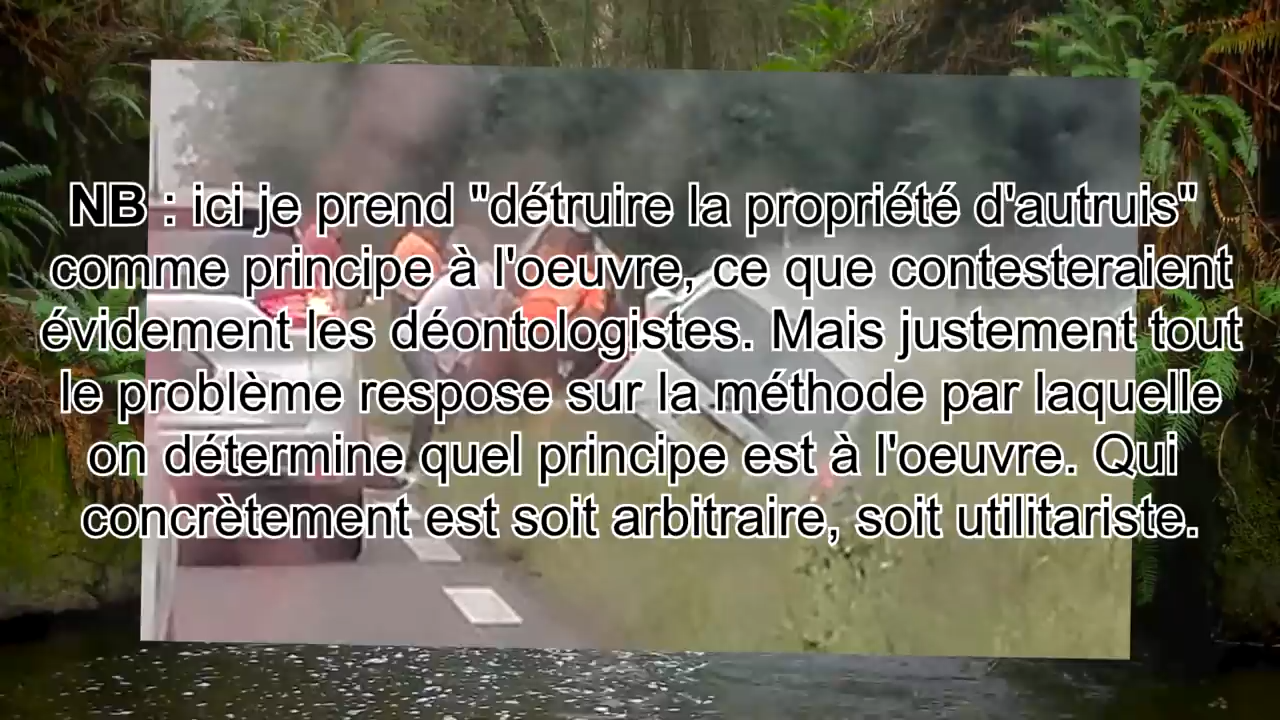 NB : ici je prend "détruire la propriété d'autruis"
comme principe à l'oeuvre, ce que contesteraient
évidement les déontologistes. Mais justement tout
le problème respose sur la méthode par laquelle
on détermine quel principe est à l'oeuvre. Qui
concrètement est soit arbitraire, soit utilitariste.